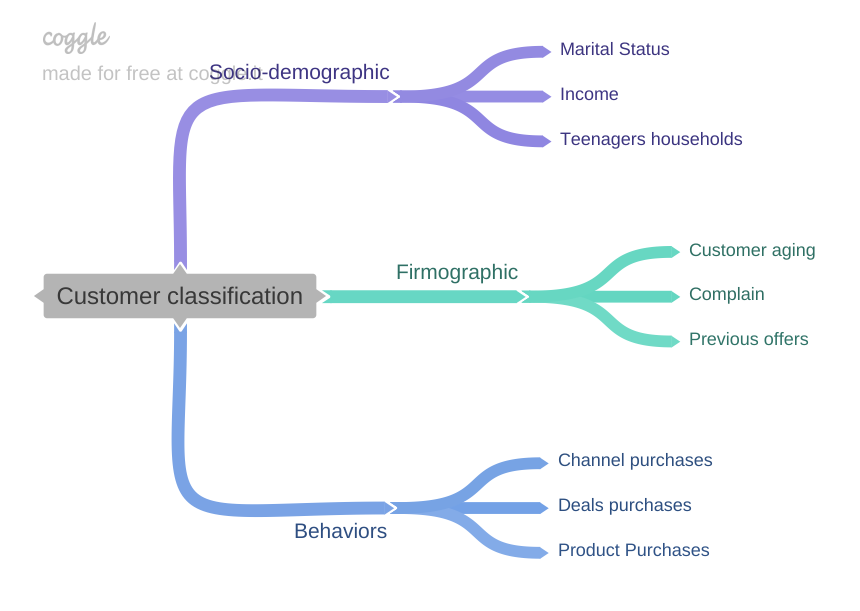 coggle
made for free at coggle.it
Socio-demographic
Marital Status
Income
Teenagers households
Customer classification
Firmographic
Customer aging
Complain
Previous offers
Behaviors
Channel purchases
Deals purchases
Product Purchases